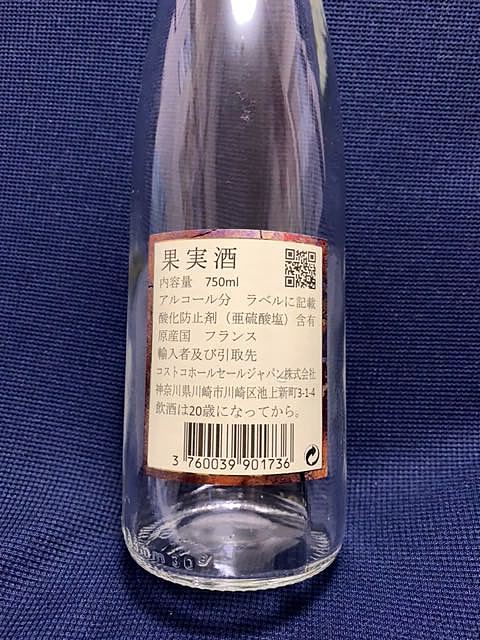 果実酒
内容量 750ml
アルコール分 ラベルに記載
酸化防止剤（亜硫酸塩）含有
原産国 フランス
輸入者及び引取先
コストコホールセールジャパン株式会社
神奈川県川崎市川崎区池上新町3-1-4
飲酒は20歳になってから。
3 760039 901736